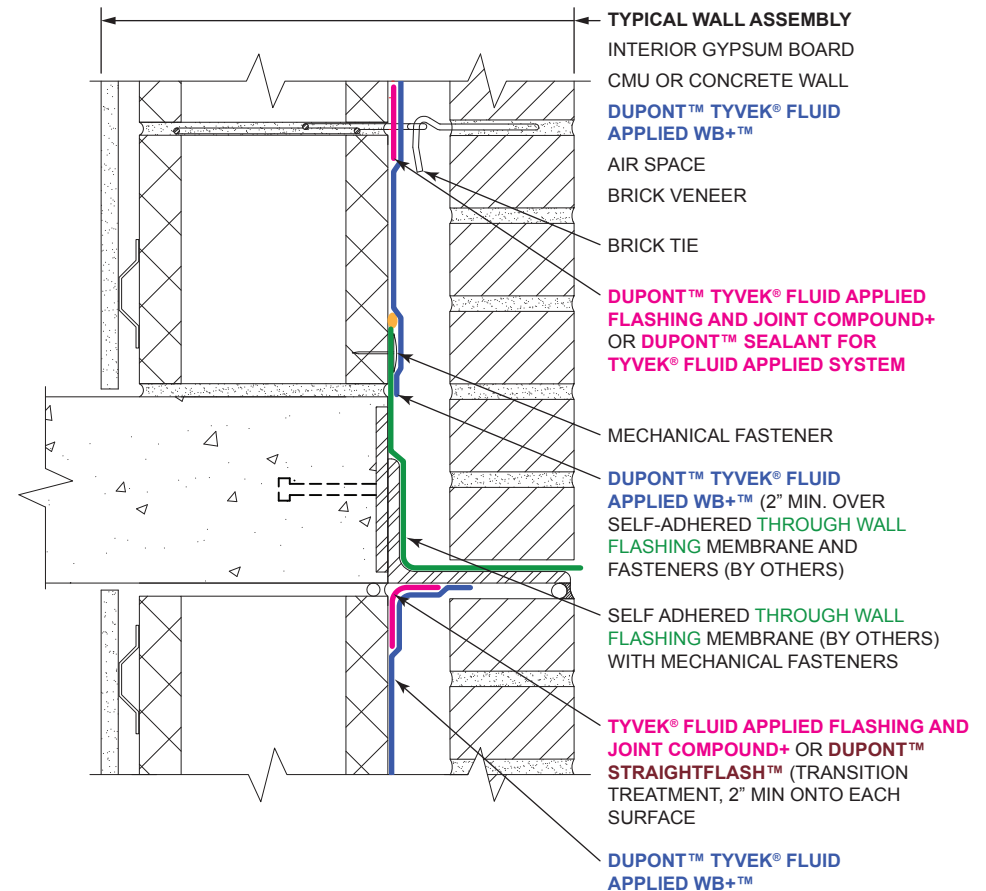 TYPICAL WALL ASSEMBLY
INTERIOR GYPSUM BOARD
CMU OR CONCRETE WALL
DUPONT™ TYVEK® FLUID
APPLIED WB+™
AIR SPACE
BRICK VENEER
BRICK TIE
DUPONT™ TYVEK® FLUID APPLIED
FLASHING AND JOINT COMPOUND+
OR DUPONT™ SEALANT FOR
TYVEK® FLUID APPLIED SYSTEM
MECHANICAL FASTENER
DUPONT™ TYVEK® FLUID
APPLIED WB+™ (2” MIN. OVER
SELF-ADHERED THROUGH WALL
FLASHING MEMBRANE AND
FASTENERS (BY OTHERS)
SELF ADHERED THROUGH WALL
FLASHING MEMBRANE (BY OTHERS)
WITH MECHANICAL FASTENERS
TYVEK® FLUID APPLIED FLASHING AND
JOINT COMPOUND+ OR DUPONT™
STRAIGHTFLASH™ (TRANSITION
TREATMENT, 2” MIN ONTO EACH
SURFACE
DUPONT™ TYVEK® FLUID
APPLIED WB+™